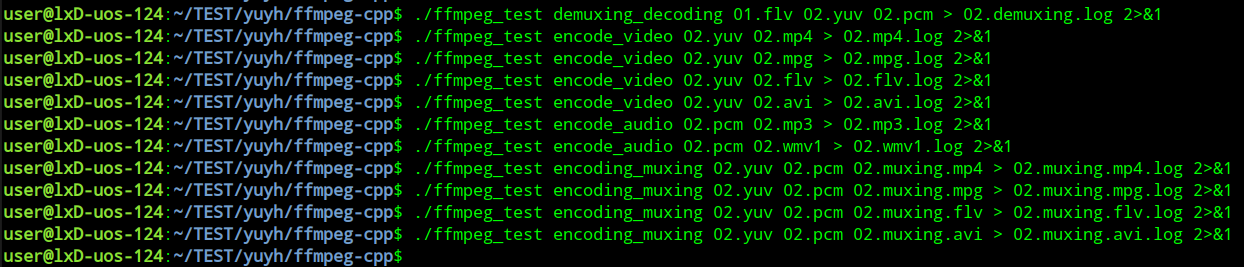 user@lxD-uos-124:~/TEST/yuyh/ffmpeg-cpp$ ./ffmpeg_test demuxing_decoding 01.flv 02.yuv 02.pcm > 02.demuxing.log 2>&1
user@lxD-uos-124:~/TEST/yuyh/ffmpeg-cpp$ ./ffmpeg_test encode_video 02.yuv 02.mp4 > 02.mp4.log 2>&1
user@lxD-uos-124:~/TEST/yuyh/ffmpeg-cpp$ ./ffmpeg_test encode_video 02.yuv 02.mpg > 02.mpg.log 2>&1
user@lxD-uos-124:~/TEST/yuyh/ffmpeg-cpp$ ./ffmpeg_test encode_video 02.yuv 02.flv > 02.flv.log 2>&1
user@lxD-uos-124:~/TEST/yuyh/ffmpeg-cpp$ ./ffmpeg_test encode_video 02.yuv 02.avi > 02.avi.log 2>&1
user@lxD-uos-124:~/TEST/yuyh/ffmpeg-cpp$ ./ffmpeg_test encode_audio 02.pcm 02.mp3 > 02.mp3.log 2>&1
user@lxD-uos-124:~/TEST/yuyh/ffmpeg-cpp$ ./ffmpeg_test encode_audio 02.pcm 02.wmv1 > 02.wmv1.log 2>&1
user@lxD-uos-124:~/TEST/yuyh/ffmpeg-cpp$ ./ffmpeg_test encoding_muxing 02.yuv 02.pcm 02.muxing.mp4 > 02.muxing.mp4.log 2>&1
user@lxD-uos-124:~/TEST/yuyh/ffmpeg-cpp$ ./ffmpeg_test encoding_muxing 02.yuv 02.pcm 02.muxing.mpg > 02.muxing.mpg.log 2>&1
user@lxD-uos-124:~/TEST/yuyh/ffmpeg-cpp$ ./ffmpeg_test encoding_muxing 02.yuv 02.pcm 02.muxing.flv > 02.muxing.flv.log 2>&1
user@lxD-uos-124:~/TEST/yuyh/ffmpeg-cpp$ ./ffmpeg_test encoding_muxing 02.yuv 02.pcm 02.muxing.avi > 02.muxing.avi.log 2>&1
user@lxD-uos-124:~/TEST/yuyh/ffmpeg-cpp$